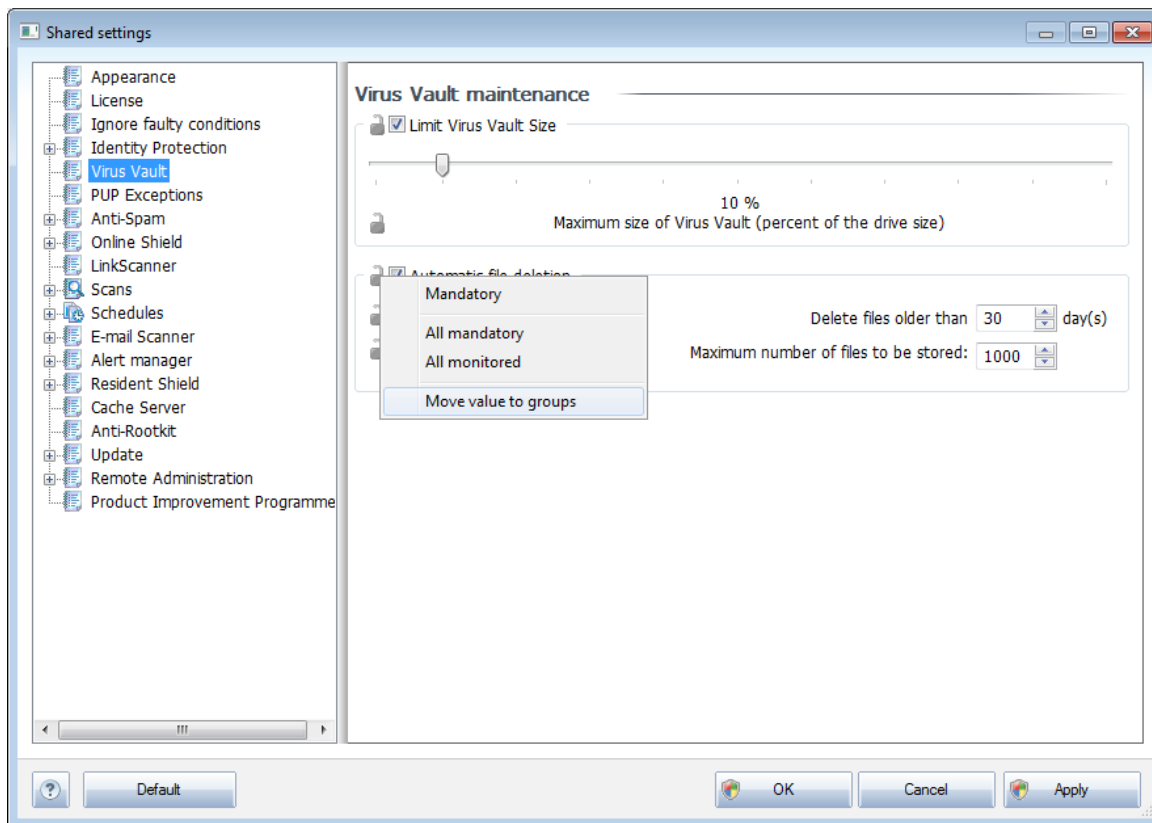 Shared settings
Appearance
License
Ignore faulty conditions
Identity Protection
Virus Vault
PUP Exceptions
Anti-Spam
Online Shield
LinkScanner
Scans
Schedules
E-mail Scanner
Alert manager
Resident Shield
Cache Server
Anti-Rootkit
Update
Remote Administration
Product Improvement Programme
Virus Vault maintenance
Limit Virus Vault Size
10 %
Maximum size of Virus Vault (percent of the drive size)
Automatic file deletion
Mandatory
All mandatory
All monitored
Move value to groups
Delete files older than 30 day(s)
Maximum number of files to be stored: 1000
? Default OK Cancel Apply